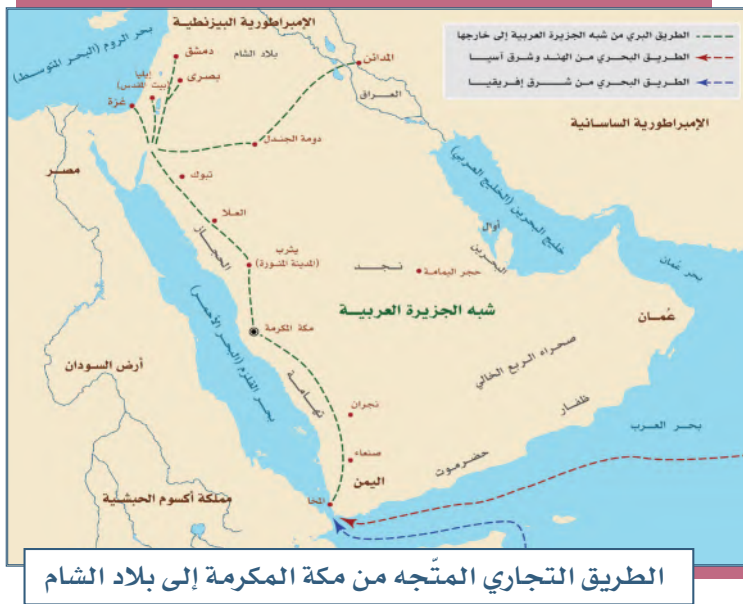 الإمبراطورية البيزنطية
بحر الروم (البحر المتوسط)
دمشق
بلاد الشام
المدائن
بصرى
إيليا
(بيت المقدس)
غزة
العراق
الطريق البري من شبه الجزيرة العربية إلى خارجها
الطريق البحري من الهند وشرق آسيا
الطريق البحري من شرق إفريقيا
الإمبراطورية الساسانية
دومة الجندل
مصر
تبوك
العلا
الحجاز
يثرب
(المدينة المنورة)
خليج البحرين (الخليج العربي)
أوال
البحرين
نجد
حجر اليمامة
بحر عُمان
عُمان
شبه الجزيرة العربية
مكة المكرمة
بحر القلزم (البحر الأحمر)
أرض السودان
تهامة
صحراء الربع الخالي
نجران
ظفار
بحر العرب
صنعاء
حضرموت
اليمن
المخا
مملكة أكسوم الحبشية
الطريق التجاري المتّجه من مكة المكرمة إلى بلاد الشام